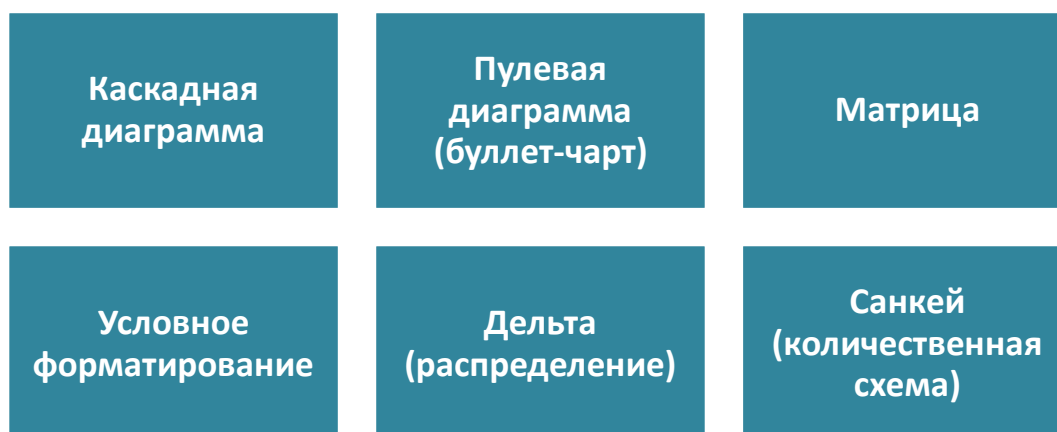 Каскадная
диаграмма
Пулевая
диаграмма
(буллет-чарт)
Матрица
Условное
форматирование
Дельта
(распределение)
Санкей
(количественная
схема)